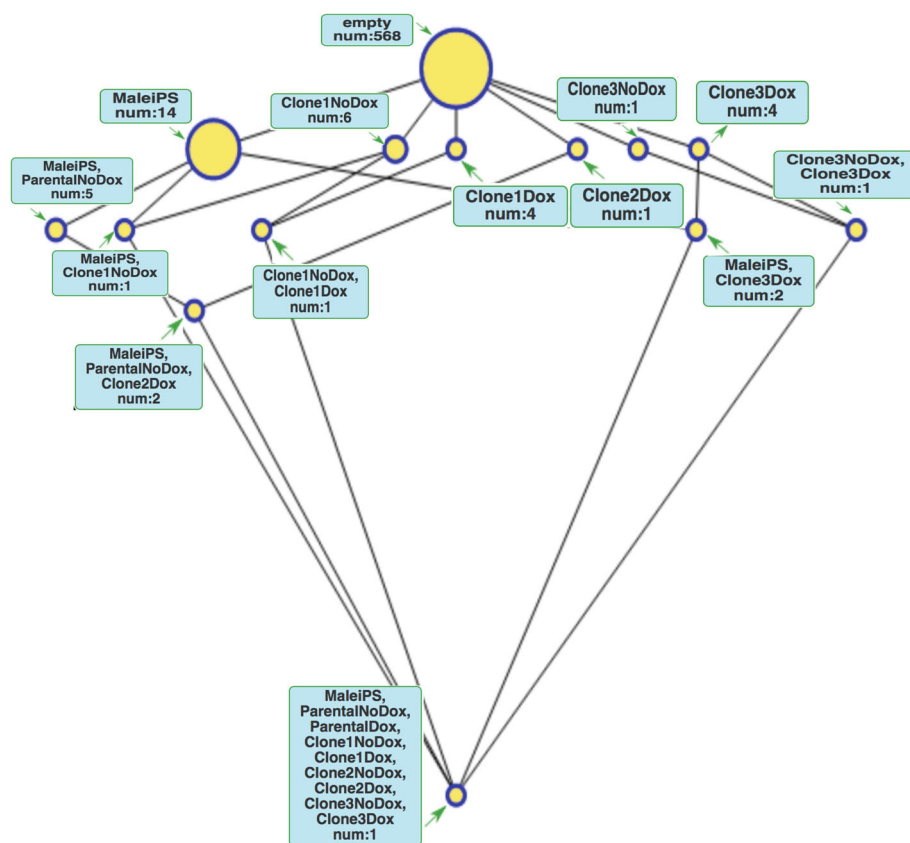 empty
num:568
MaleiPS
num:14
Clone1NoDox
num:6
Clone3NoDox
num:1
Clone3Dox
num:4
MaleiPS,
ParentalNoDox
num:5
Clone1Dox
num:4
Clone2Dox
num:1
Clone3NoDox,
Clone3Dox
num:1
MaleiPS,
Clone1NoDox
num:1
Clone1NoDox,
Clone1Dox
num:1
MaleiPS,
Clone3Dox
num:2
MaleiPS,
ParentalNoDox,
Clone2Dox
num:2
MaleiPS,
ParentalNoDox,
ParentalDox,
Clone1NoDox,
Clone1Dox,
Clone2NoDox,
Clone2Dox,
Clone3NoDox,
Clone3Dox
num:1